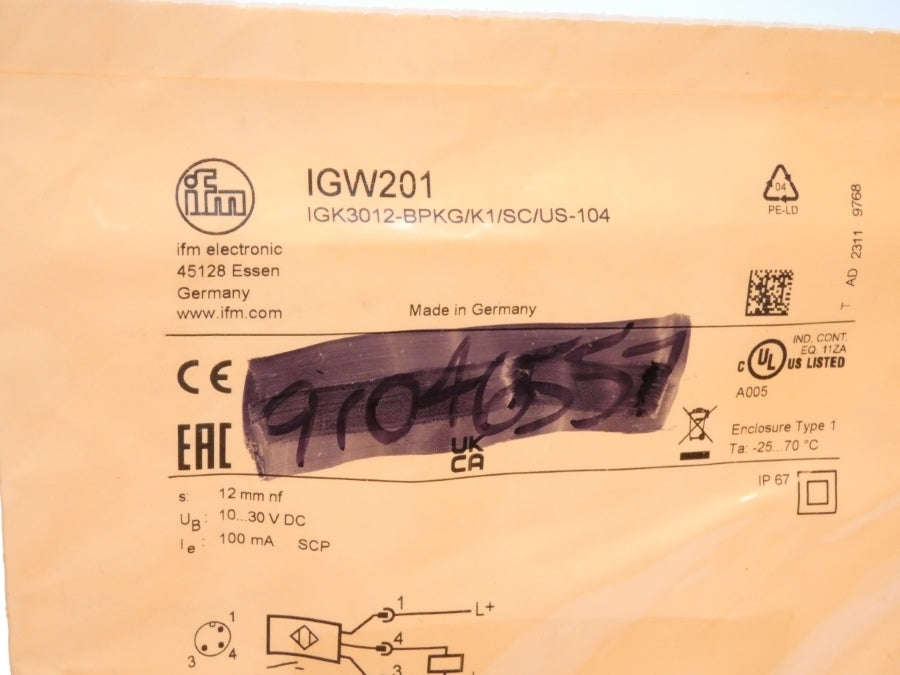 ifm
IGW201
IGK3012-BPKG/K1/SC/US-104
04
PE-LD
ifm electronic
45128 Essen
Germany
www.ifm.com
Made in Germany
T AD 2311 9768
CE
EAC
UK
CA
C UL US LISTED
IND. CONT.
EQ. 11ZA
A005
Enclosure Type 1
Ta: -25...70 °C
IP 67
s: 12 mm nf
UB: 10...30 V DC
Ie: 100 mA SCP
1
3
4
1
L+
4
3